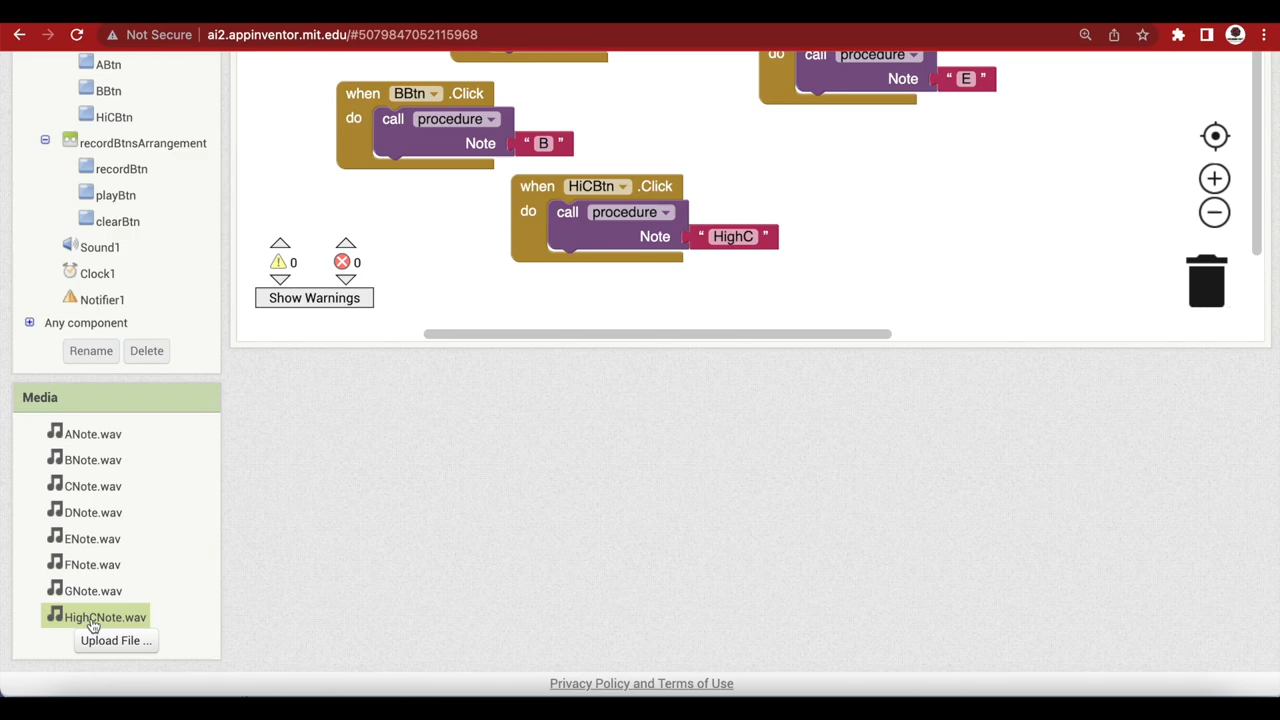 Not Secure | ai2.appinventor.mit.edu/#5079847052115968
ABtn
BBtn
HiCBtn
recordBtnsArrangement
recordBtn
playBtn
clearBtn
Sound1
Clock1
Notifier1
Any component
Rename Delete
Media
ANote.wav
BNote.wav
CNote.wav
DNote.wav
ENote.wav
FNote.wav
GNote.wav
HighCNote.wav
Upload File ...
do call procedure
Note " E "
when BBtn .Click
do call procedure
Note " B "
when HiCBtn .Click
do call procedure
Note " HighC "
0 0
Show Warnings
Privacy Policy and Terms of Use